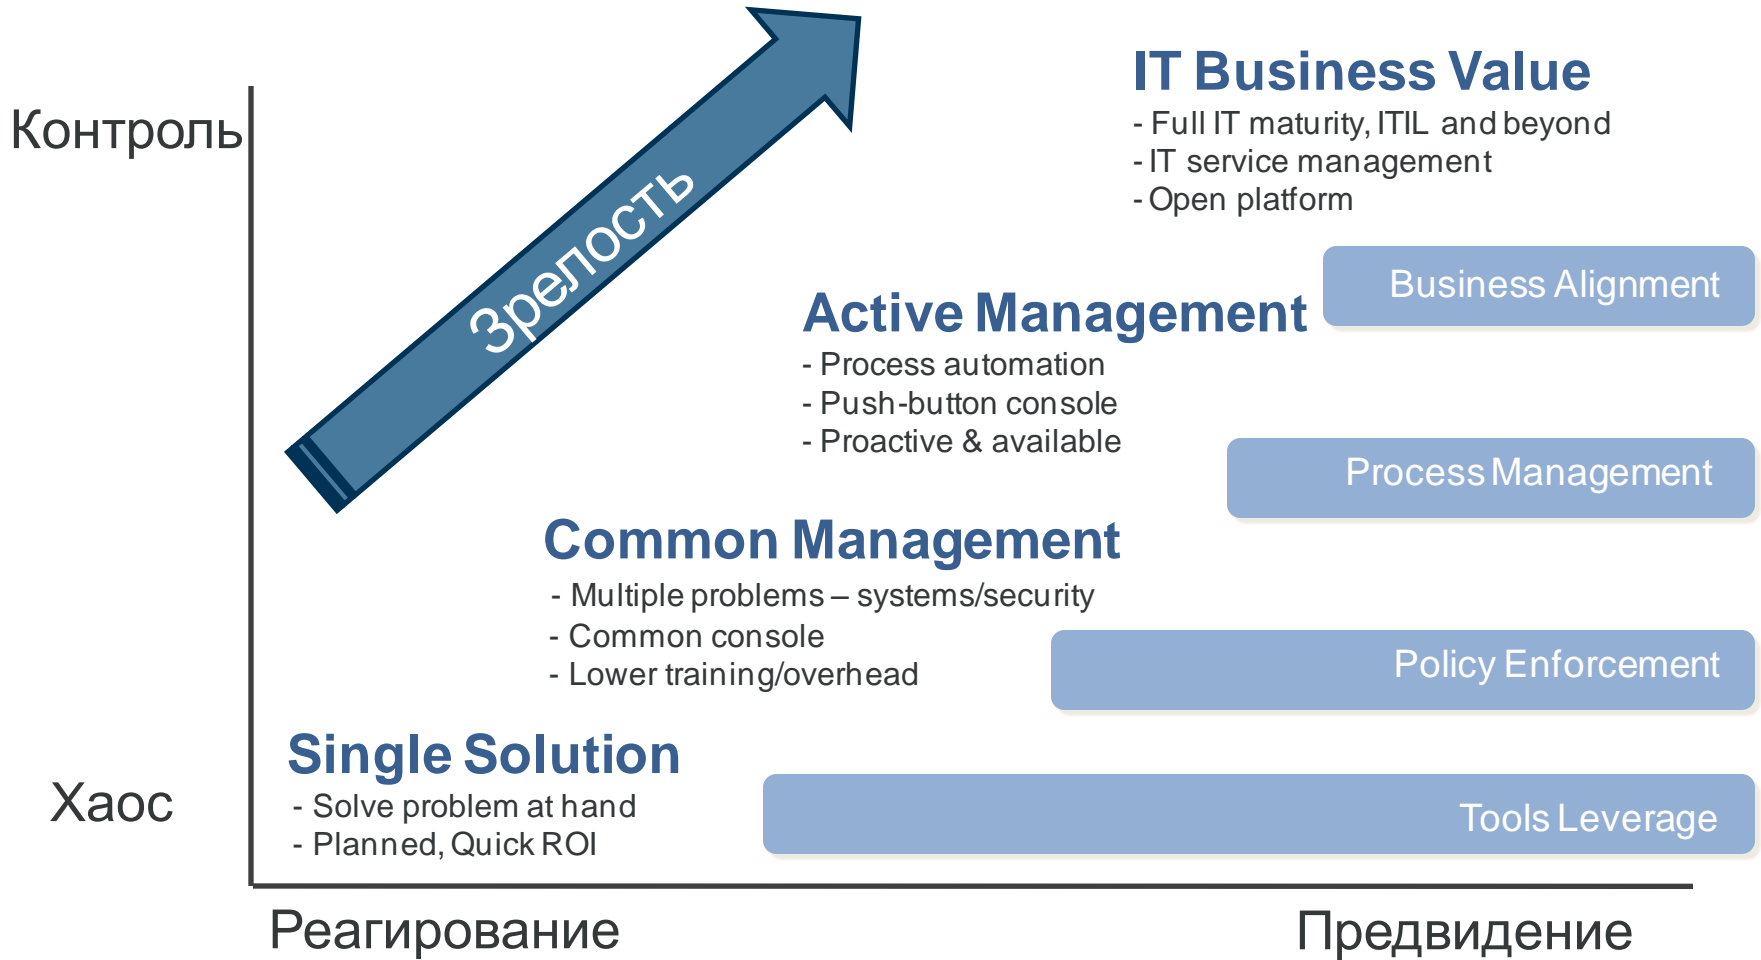 IT Business Value
- Full IT maturity, ITIL and beyond
- IT service management
- Open platform
Контроль
Зрелость
Business Alignment
Active Management
- Process automation
- Push-button console
- Proactive & available
Process Management
Common Management
- Multiple problems – systems/security
- Common console
- Lower training/overhead
Policy Enforcement
Single Solution
- Solve problem at hand
- Planned, Quick ROI
Хаос
Tools Leverage
Реагирование
Предвидение